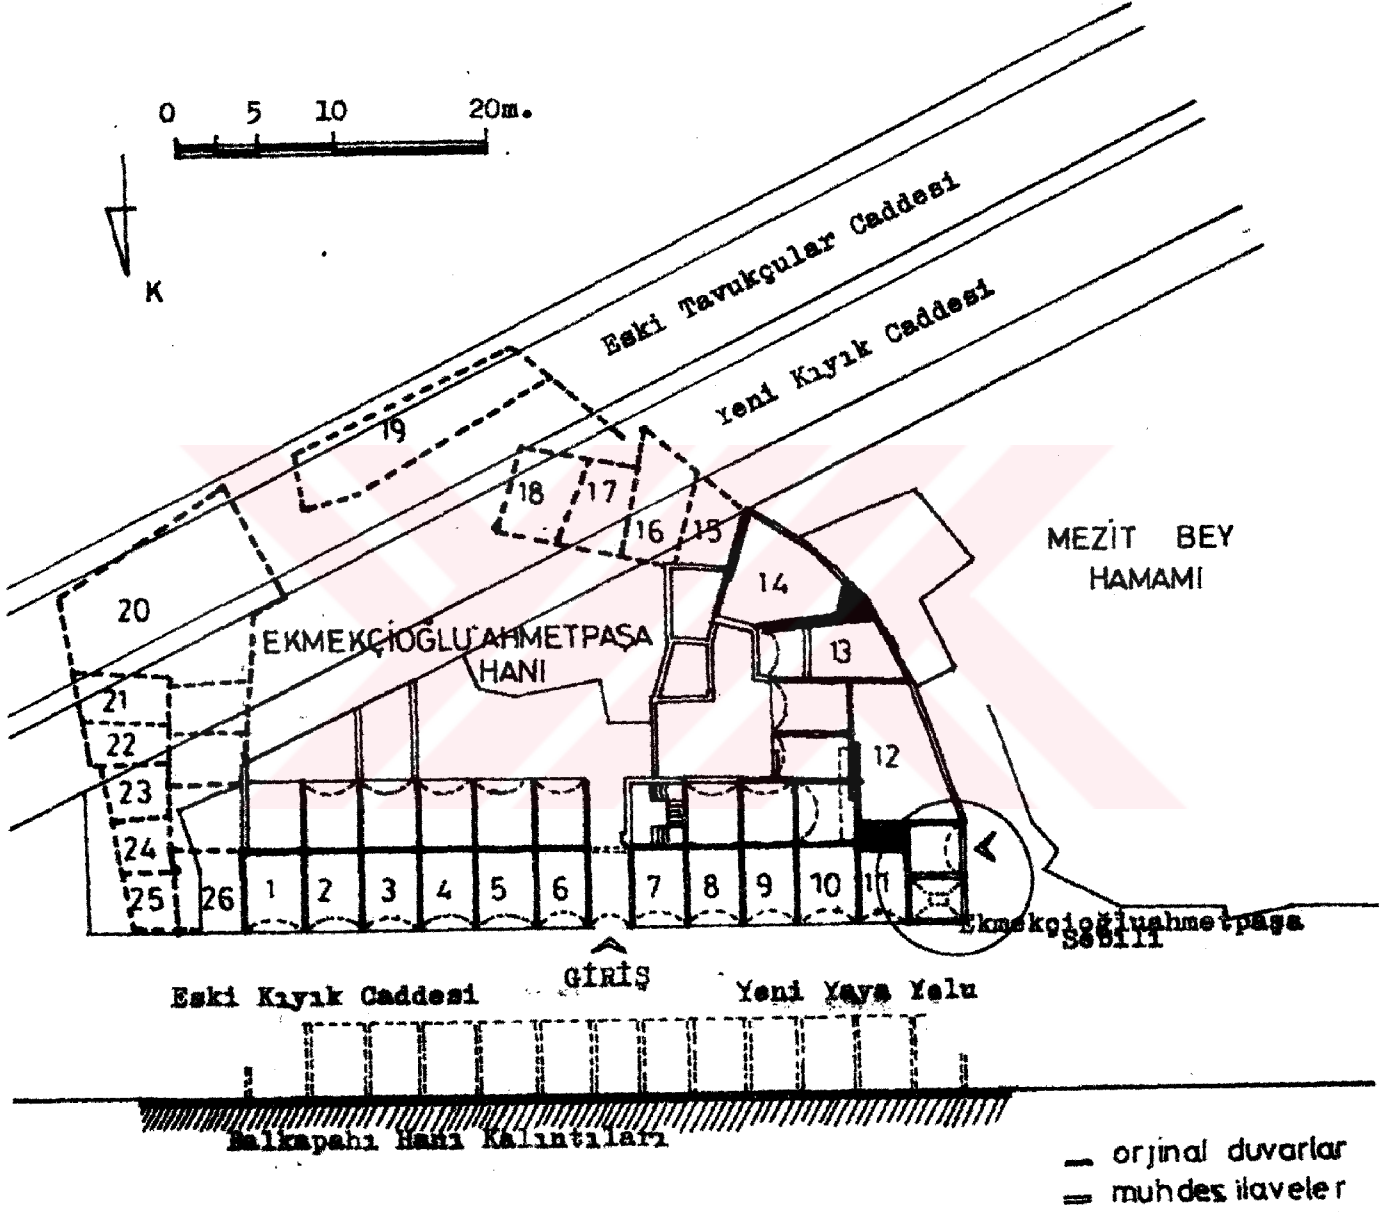 0 5 10 20m.
K
Eski Tavukçular Caddesi
Yeni Kıyık Caddesi
19
18 17
16 15
14
MEZİT BEY
HAMAMI
20
EKMEKÇİOĞLU AHMETPAŞA
HANI
13
21
22
12
23
24
25 26 1 2 3 4 5 6 7 8 9 10 11
Ekmekçioğluahmetpaşa
Sebili
GİRİŞ
Eski Kıyık Caddesi
Yeni Yaya Yolu
Balkapahı Hanı Kalıntıları
orjinal duvarlar
muhdes ilaveler